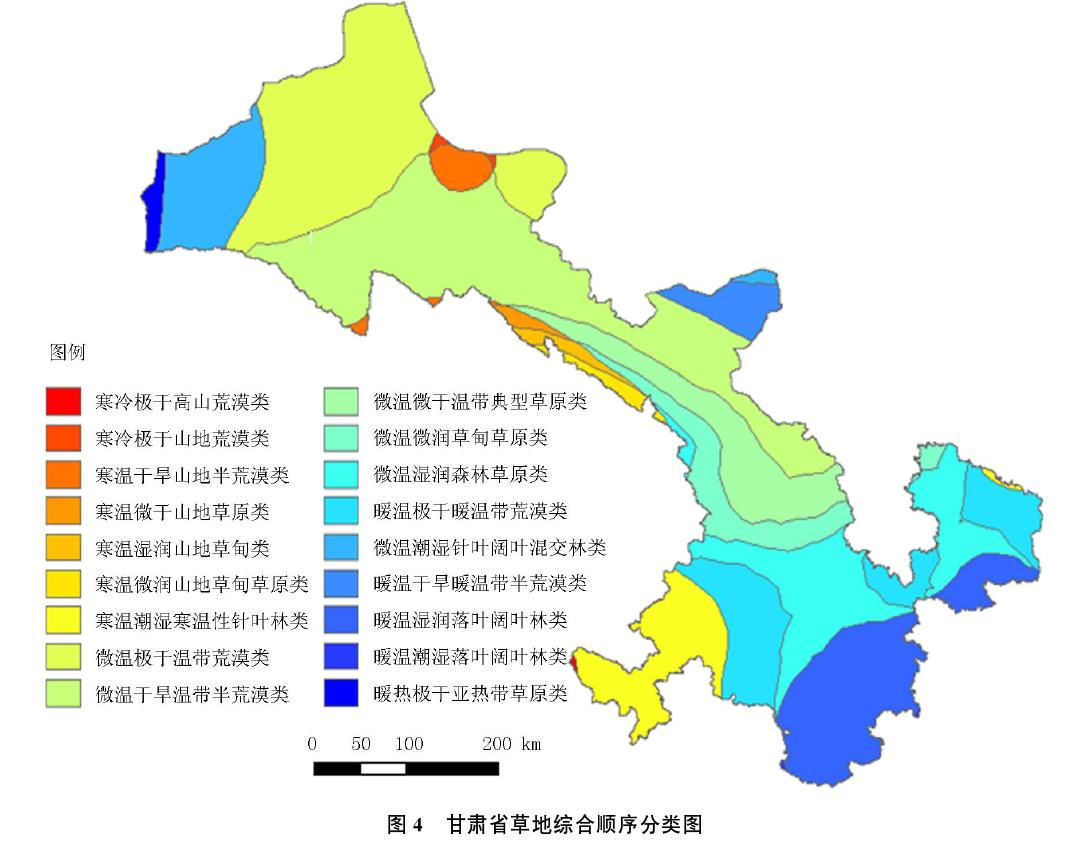 图例
寒冷极干高山荒漠类
寒冷极干山地荒漠类
寒温干旱山地半荒漠类
寒温微干山地草原类
寒温湿润山地草甸类
寒温微润山地草甸草原类
寒温潮湿寒温性针叶林类
微温极干温带荒漠类
微温干旱温带半荒漠类
微温微干温带典型草原类
微温微润草甸草原类
微温湿润森林草原类
暖温极干暖温带荒漠类
微温潮湿针叶阔叶混交林类
暖温干旱暖温带半荒漠类
暖温湿润落叶阔叶林类
暖温潮湿落叶阔叶林类
暖热极干亚热带草原类
0 50 100 200 km
图 4 甘肃省草地综合顺序分类图